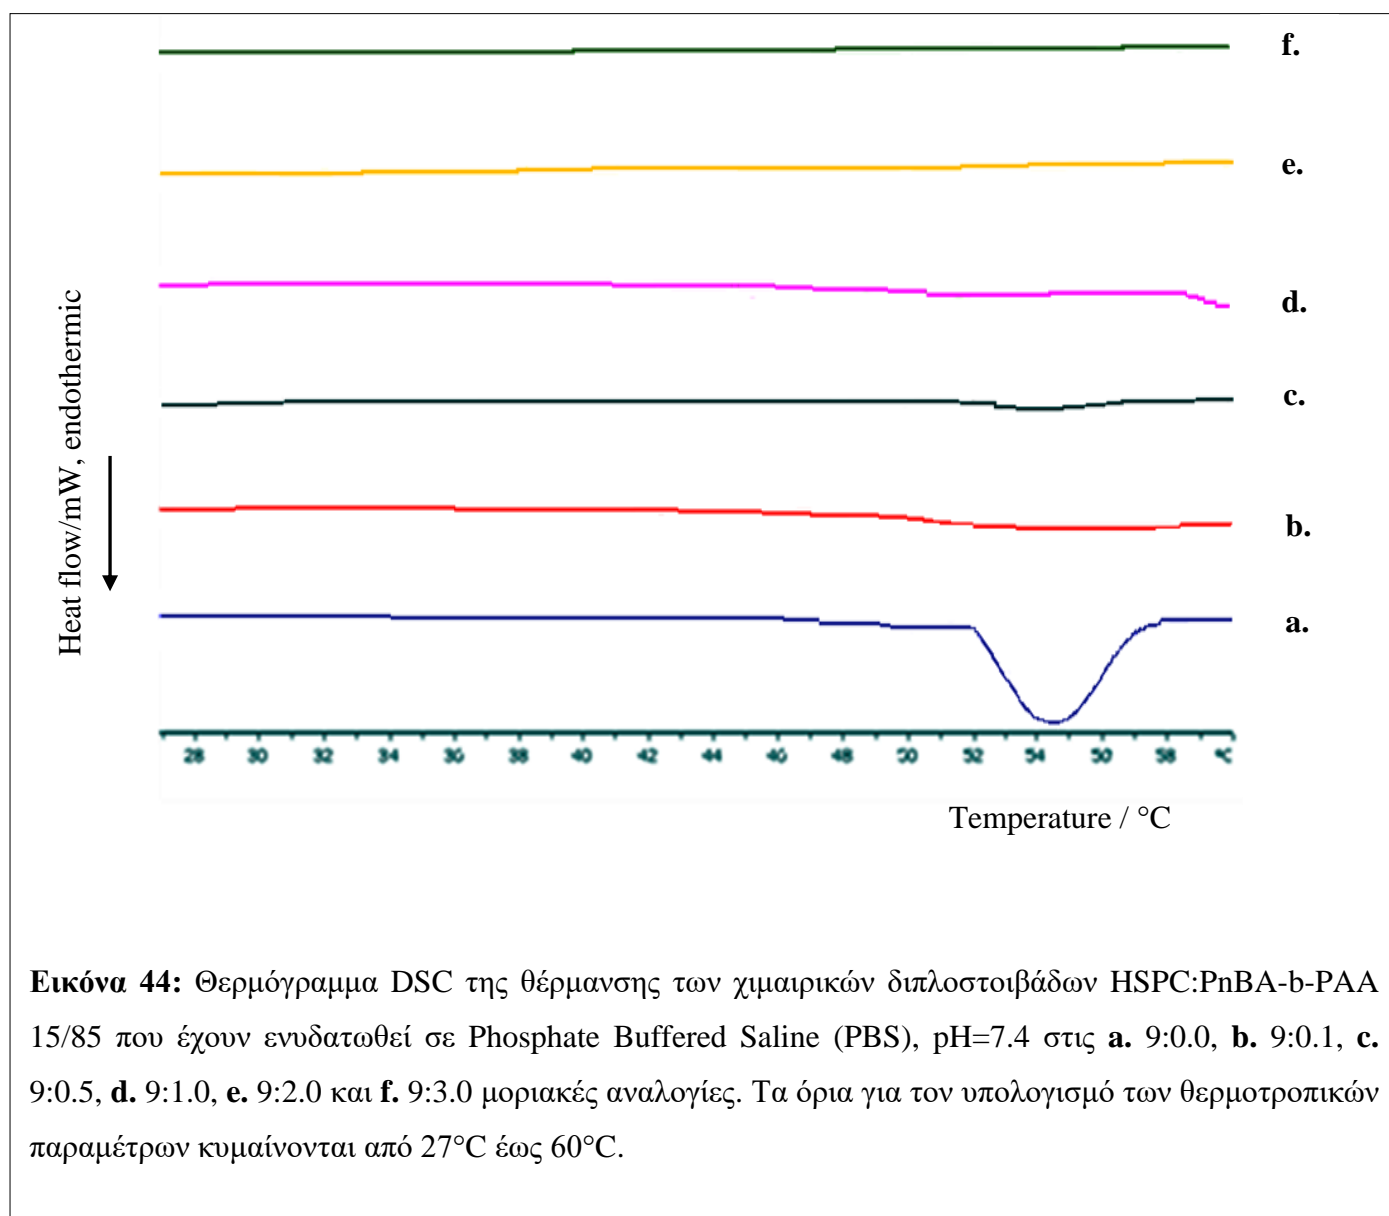 f.
e.
d.
c.
b.
a.
Heat flow/mW, endothermic
28 30 32 34 36 38 40 42 44 46 48 50 52 54 56 58 °C
Temperature / °C
Εικόνα 44: Θερμόγραμμα DSC της θέρμανσης των χιμαιρικών διπλοστοιβάδων HSPC:PnBA-b-PAA
15/85 που έχουν ενυδατωθεί σε Phosphate Buffered Saline (PBS), pH=7.4 στις a. 9:0.0, b. 9:0.1, c.
9:0.5, d. 9:1.0, e. 9:2.0 και f. 9:3.0 μοριακές αναλογίες. Τα όρια για τον υπολογισμό των θερμοτροπικών
παραμέτρων κυμαίνονται από 27°C έως 60°C.